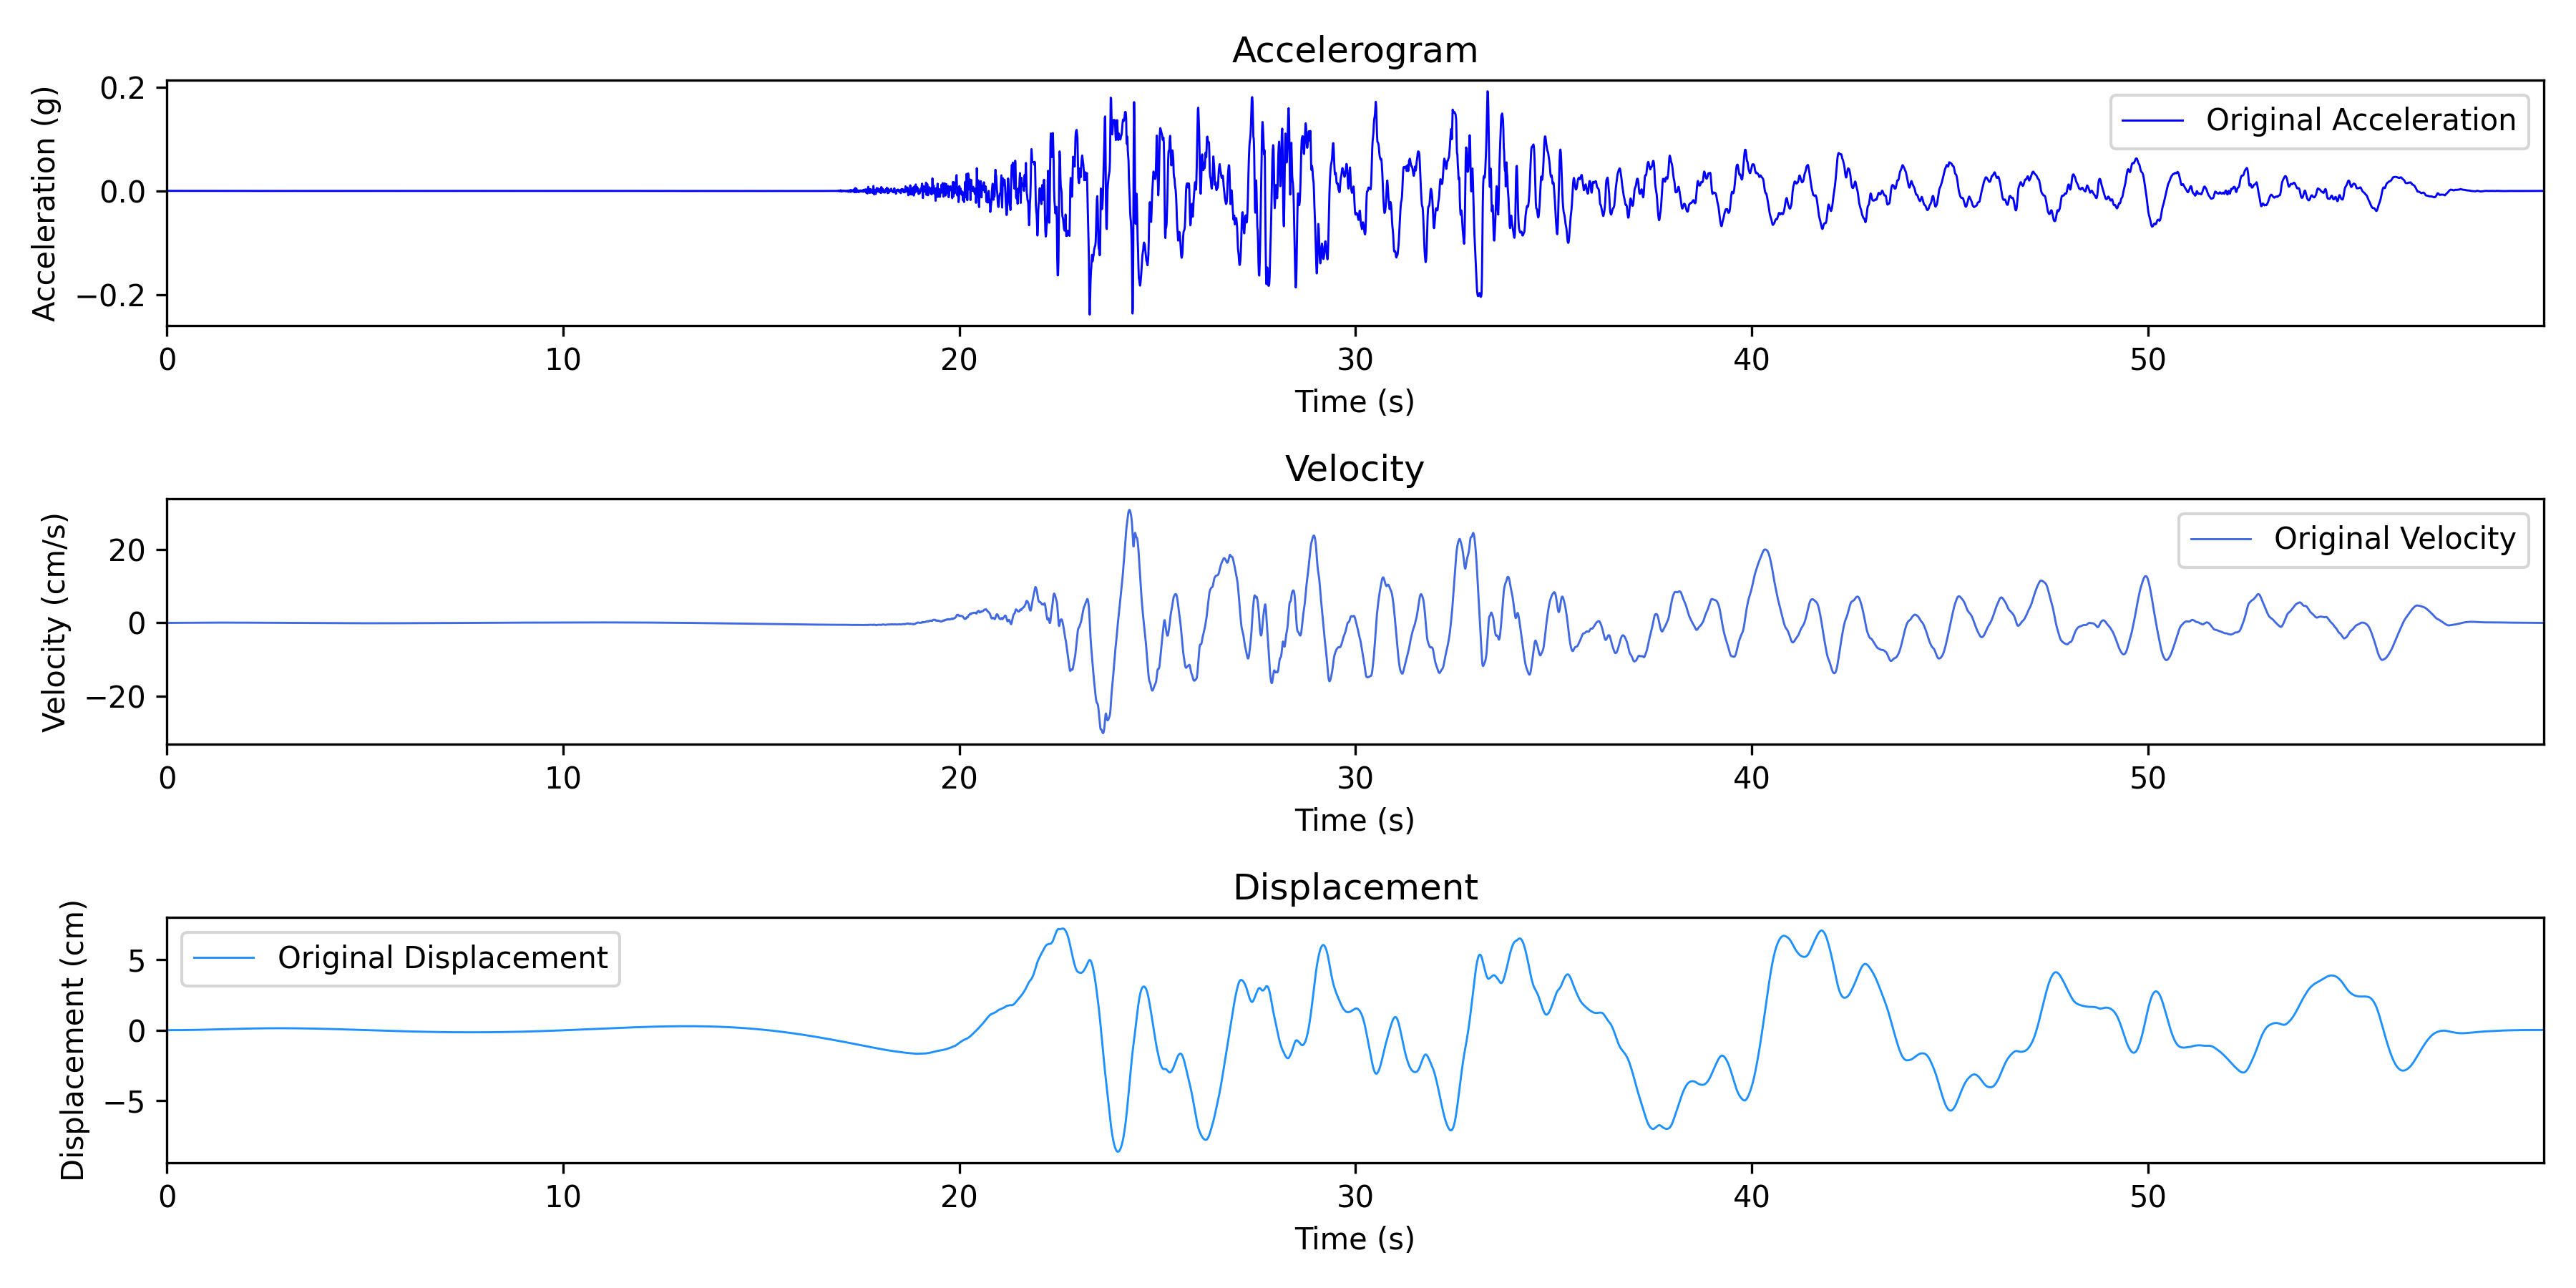 Accelerogram
Acceleration (g)
0.2
0.0
−0.2
Original Acceleration
0 10 20 30 40 50
Time (s)
Velocity
Velocity (cm/s)
20
0
−20
Original Velocity
0 10 20 30 40 50
Time (s)
Displacement
Displacement (cm)
5
0
−5
Original Displacement
0 10 20 30 40 50
Time (s)